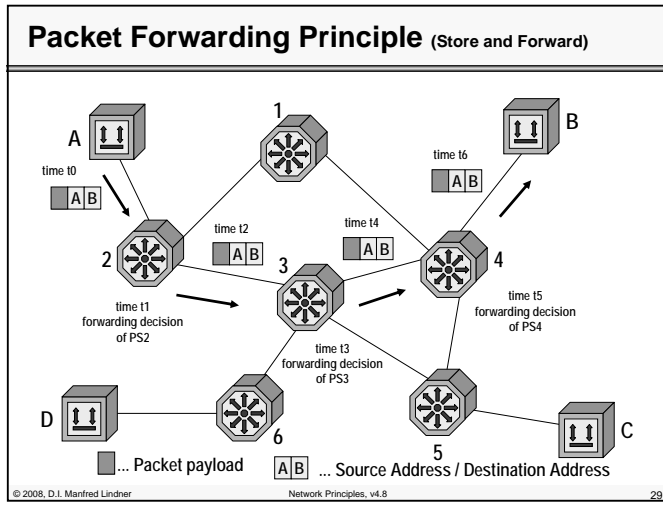 Packet Forwarding Principle (Store and Forward)
A
1
B
time t0
A B
time t6
A B
time t2
A B
time t4
A B
2
3
4
time t1
forwarding decision
of PS2
time t5
forwarding decision
of PS4
time t3
forwarding decision
of PS3
D
6
5
C
... Packet payload
A B ... Source Address / Destination Address
© 2008, D.I. Manfred Lindner
Network Principles, v4.8
29